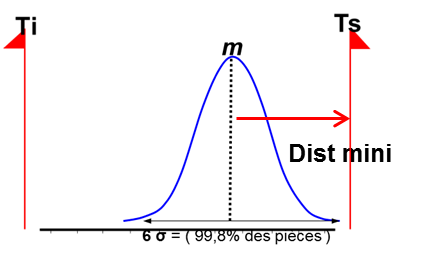 Ti
Ts
m
Dist mini
6 σ = ( 99,8% des pièces )